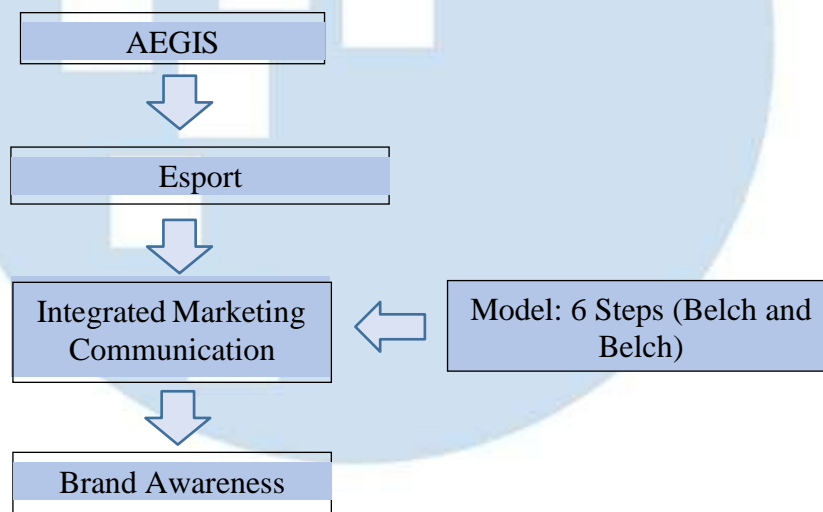 AEGIS
Esport
Integrated Marketing
Communication
Model: 6 Steps (Belch and
Belch)
Brand Awareness